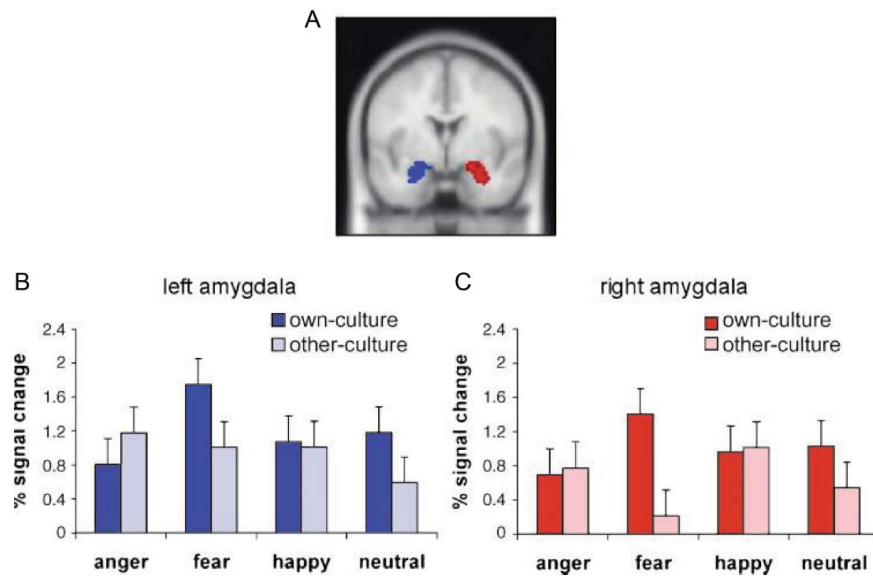 A
B
left amygdala
own-culture
other-culture
% signal change
2.4
2
1.6
1.2
0.8
0.4
0
anger fear happy neutral
C
right amygdala
own-culture
other-culture
% signal change
2.4
2
1.6
1.2
0.8
0.4
0
anger fear happy neutral